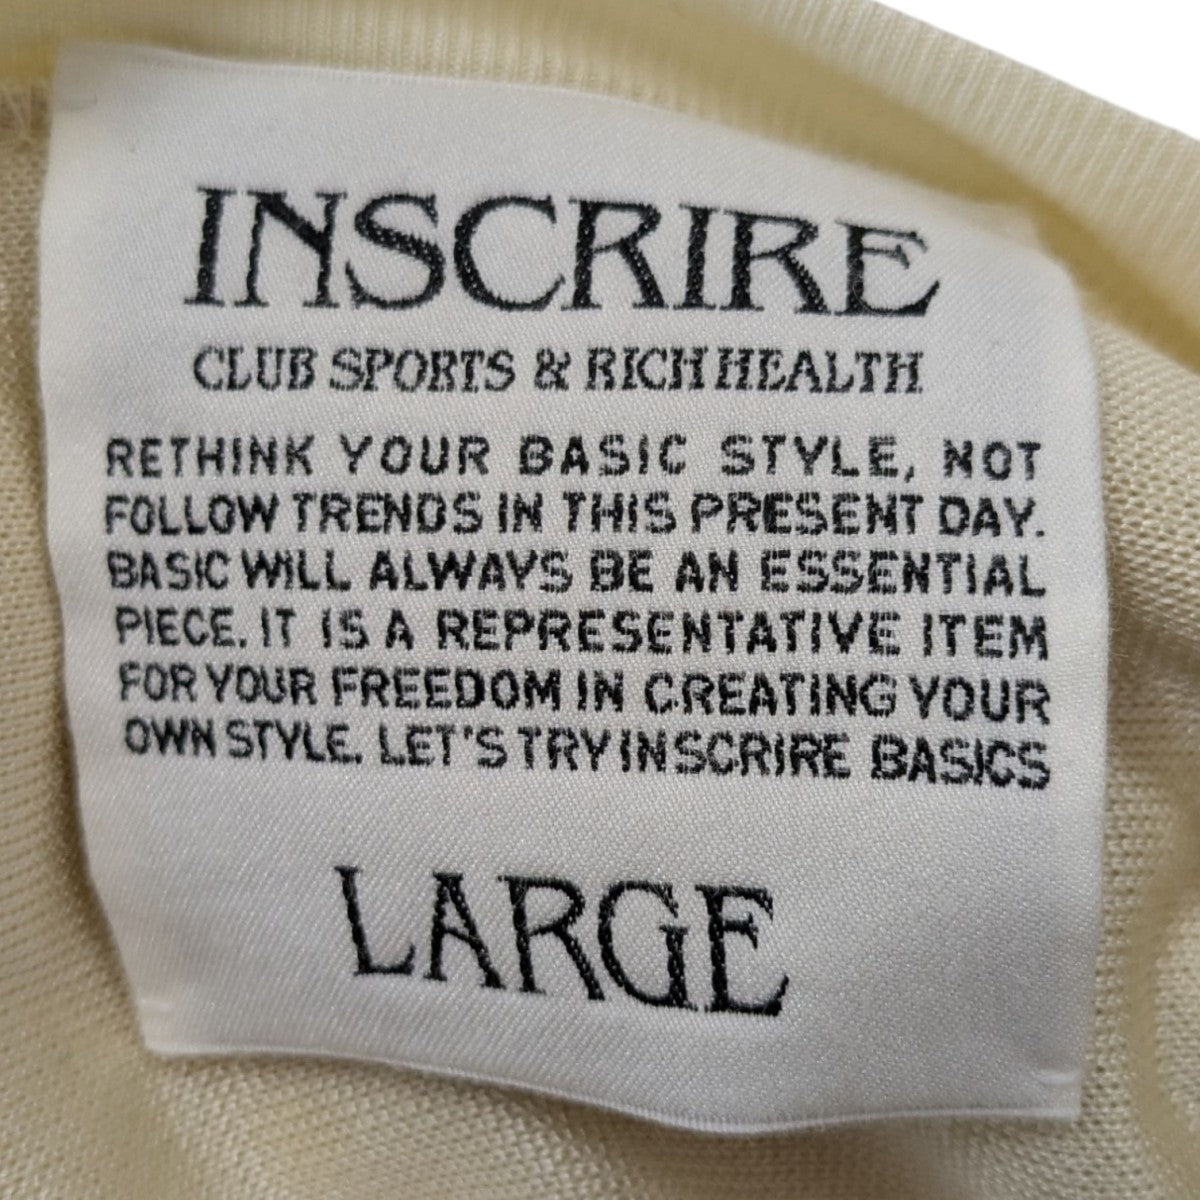 INSCRIRE
CLUB SPORTS & RICH HEALTH
RETHINK YOUR BASIC STYLE, NOT
FOLLOW TRENDS IN THIS PRESENT DAY.
BASIC WILL ALWAYS BE AN ESSENTIAL
PIECE. IT IS A REPRESENTATIVE ITEM
FOR YOUR FREEDOM IN CREATING YOUR
OWN STYLE. LET'S TRY INSCRIRE BASICS
LARGE